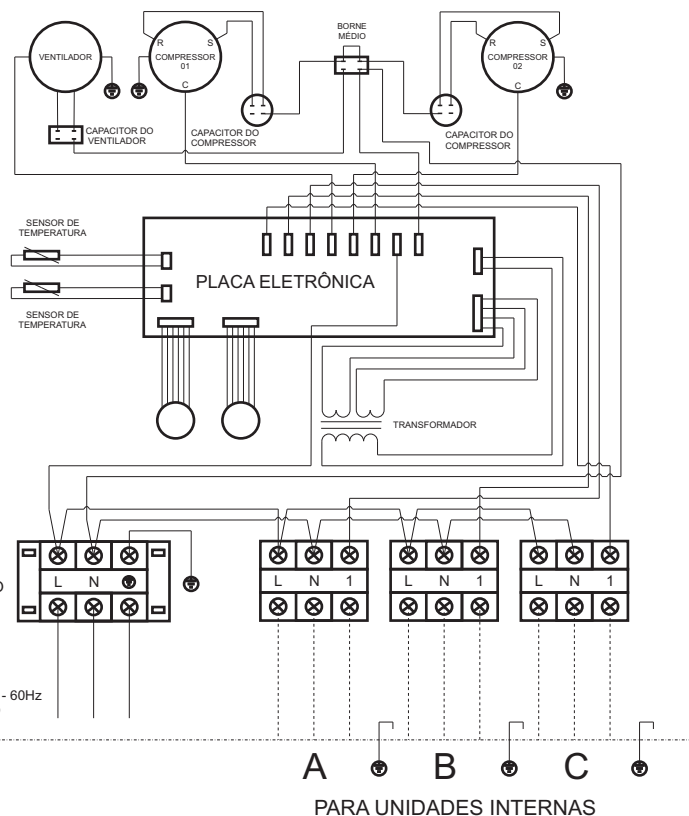 BORNE
MÉDIO
R
S
R
S
VENTILADOR
COMPRESSOR
01
COMPRESSOR
02
C
C
CAPACITOR DO
VENTILADOR
CAPACITOR DO
COMPRESSOR
CAPACITOR DO
COMPRESSOR
SENSOR DE
TEMPERATURA
PLACA ELETRÔNICA
SENSOR DE
TEMPERATURA
TRANSFORMADOR
L N
L N 1
L N 1
L N 1
- 60Hz
A B C
PARA UNIDADES INTERNAS